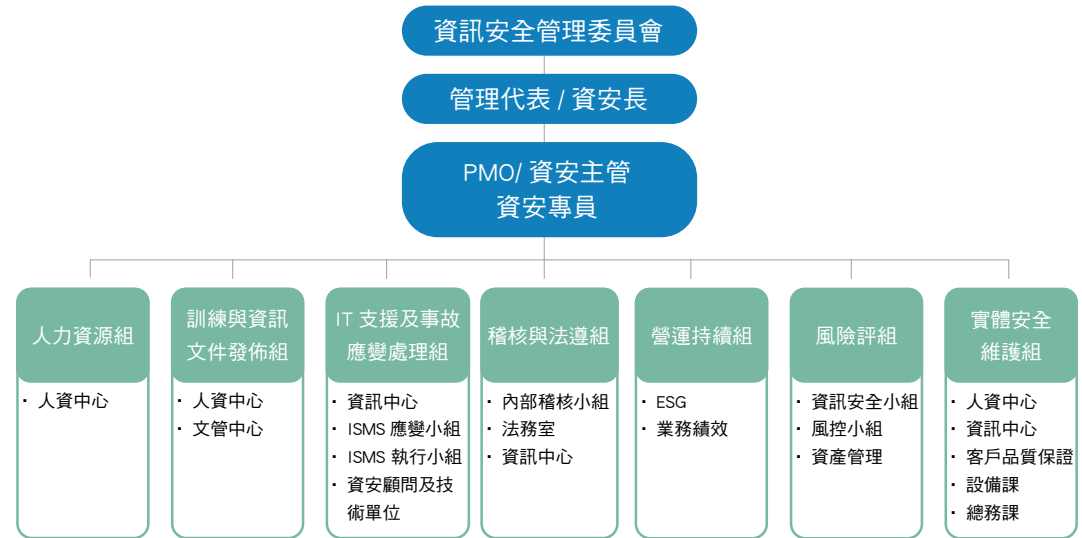 資訊安全管理委員會
管理代表 / 資安長
PMO/ 資安主管
資安專員
人力資源組
・ 人資中心
訓練與資訊
文件發佈組
・ 人資中心
・ 文管中心
IT 支援及事故
應變處理組
・ 資訊中心
・ ISMS 應變小組
・ ISMS 執行小組
・ 資安顧問及技
術單位
稽核與法遵組
・ 內部稽核小組
・ 法務室
・ 資訊中心
營運持續組
・ ESG
・ 業務績效
風險評組
・ 資訊安全小組
・ 風控小組
・ 資產管理
實體安全
維護組
・ 人資中心
・ 資訊中心
・ 客戶品質保證
・ 設備課
・ 總務課